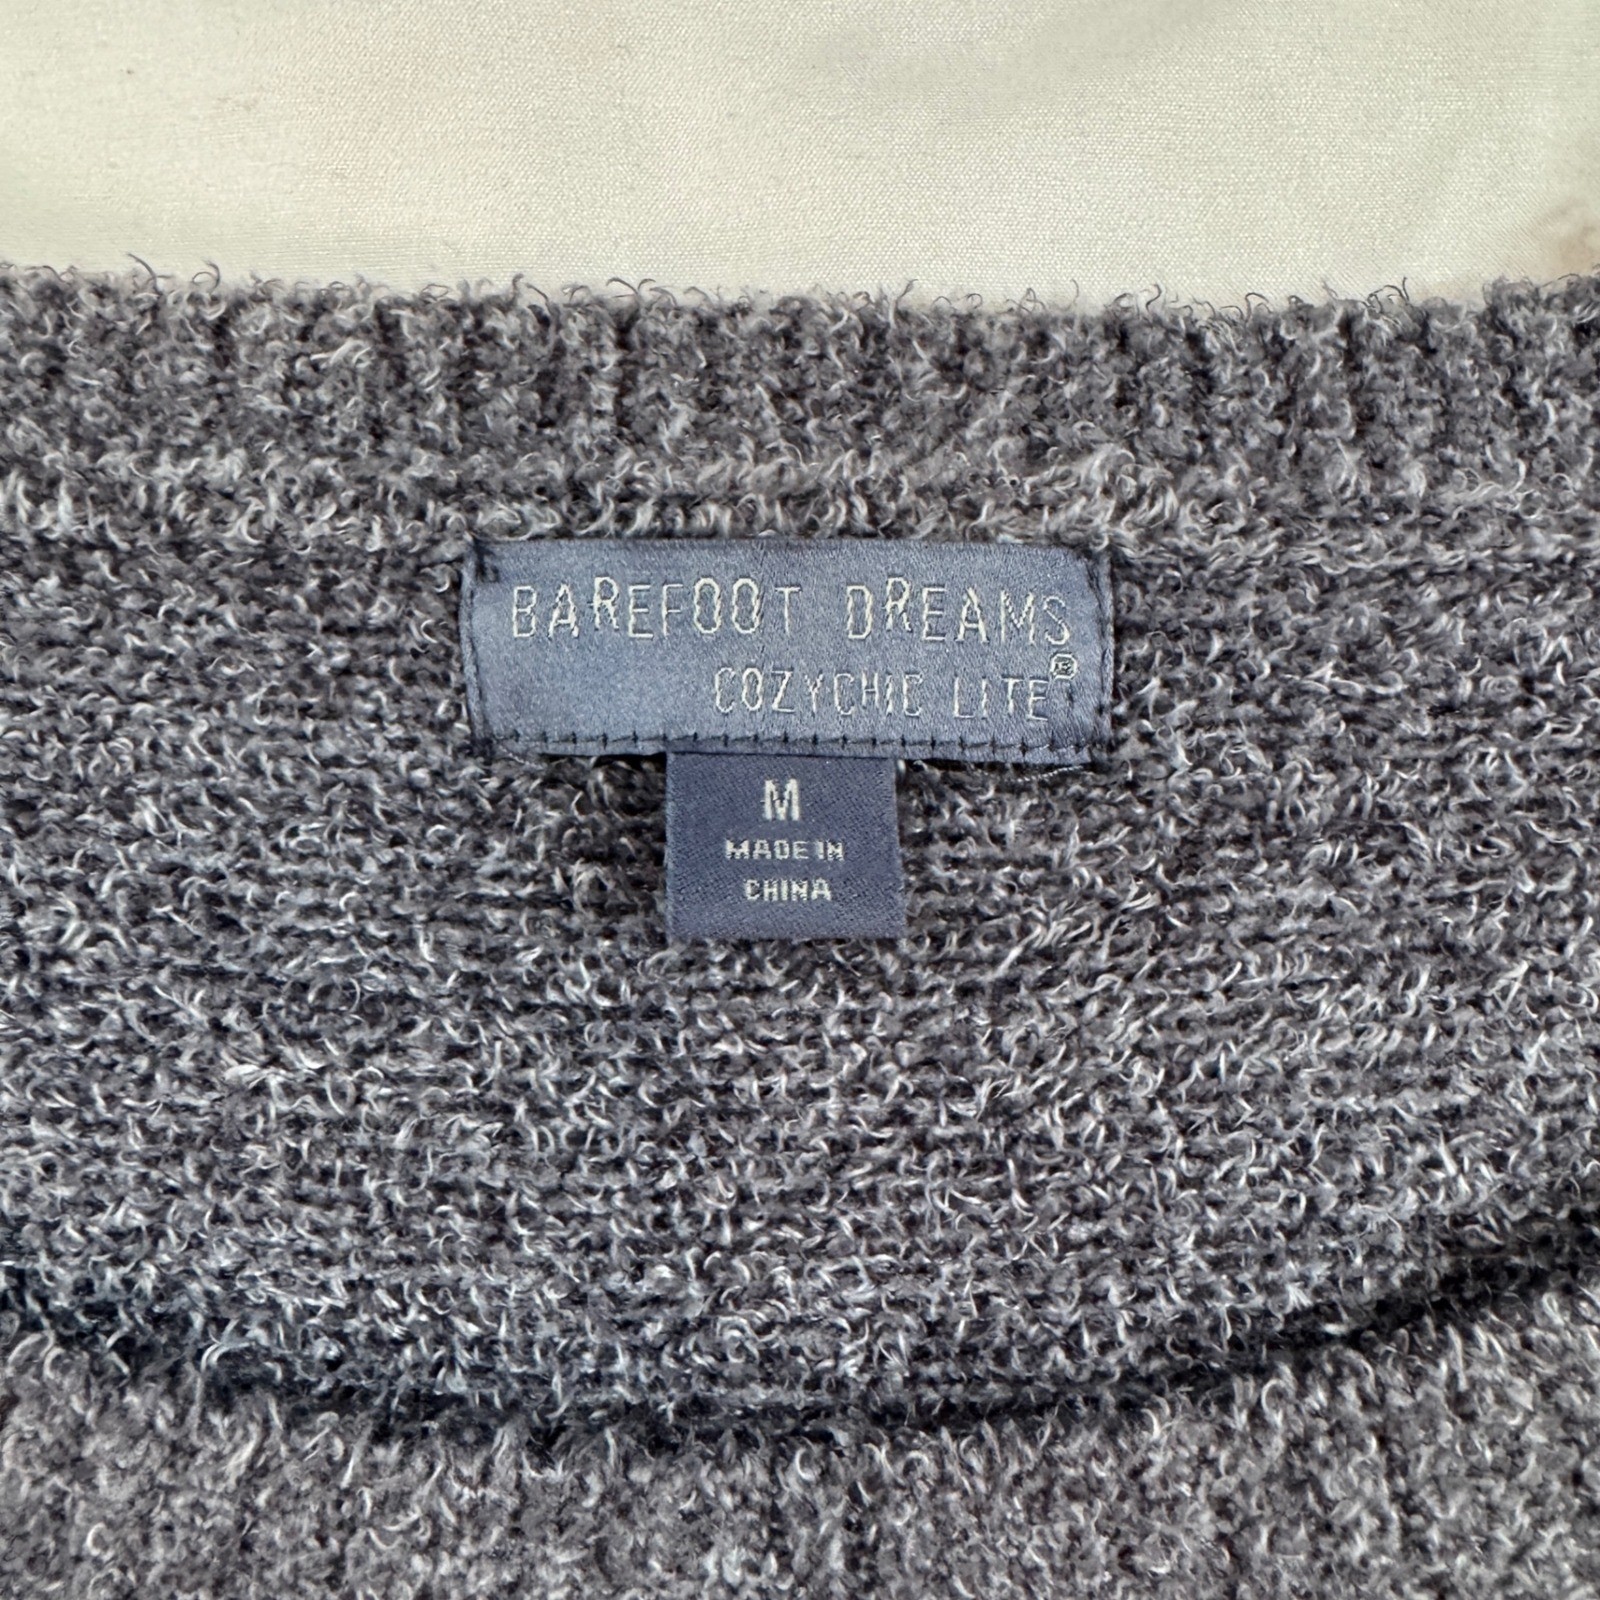 BAREFOOT DREAMS
COZYCHIC LITE®
M
MADE IN
CHINA